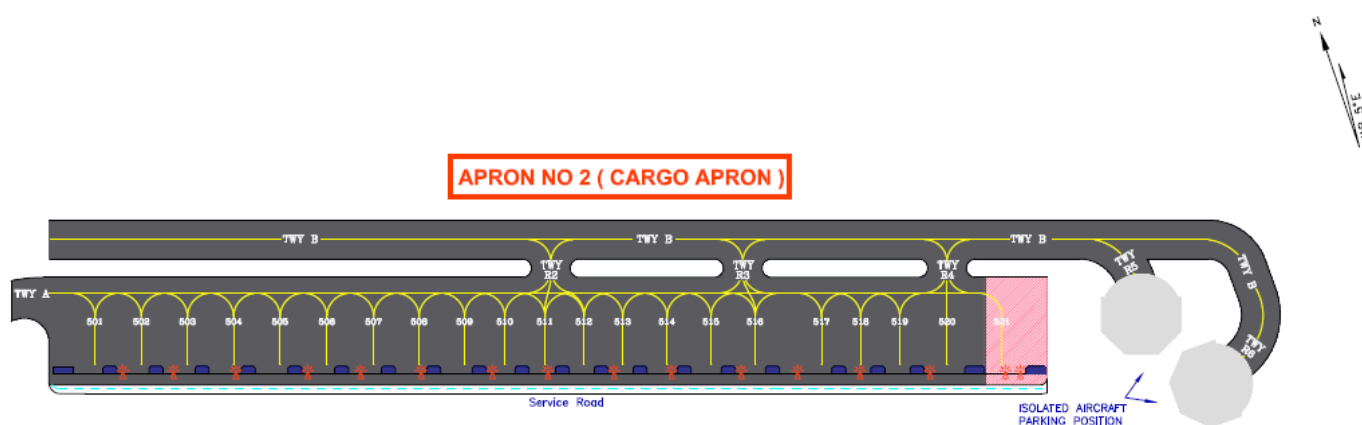 N
APRON NO 2 ( CARGO APRON )
TWY B
TWY B
TWY B
TWY B
TWY
R2
TWY
R3
TWY
R4
TWY
R5
TWY
R6
TWY A
501 502 503 504 505 506 507 508 509 510 511 512 513 514 515 516 517 518 519 520 521
Service Road
ISOLATED AIRCRAFT
PARKING POSITION